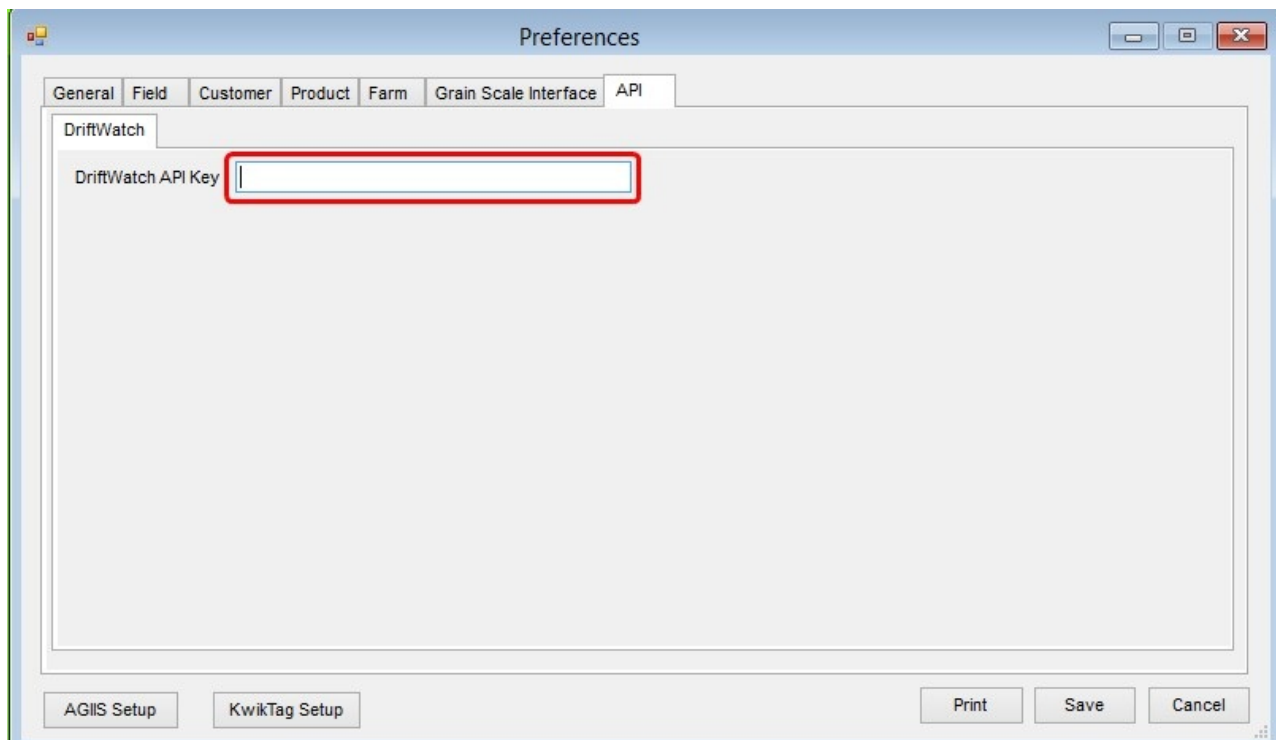 Preferences
General Field Customer Product Farm Grain Scale Interface API
DriftWatch
DriftWatch API Key
AGIIS Setup KwikTag Setup Print Save Cancel